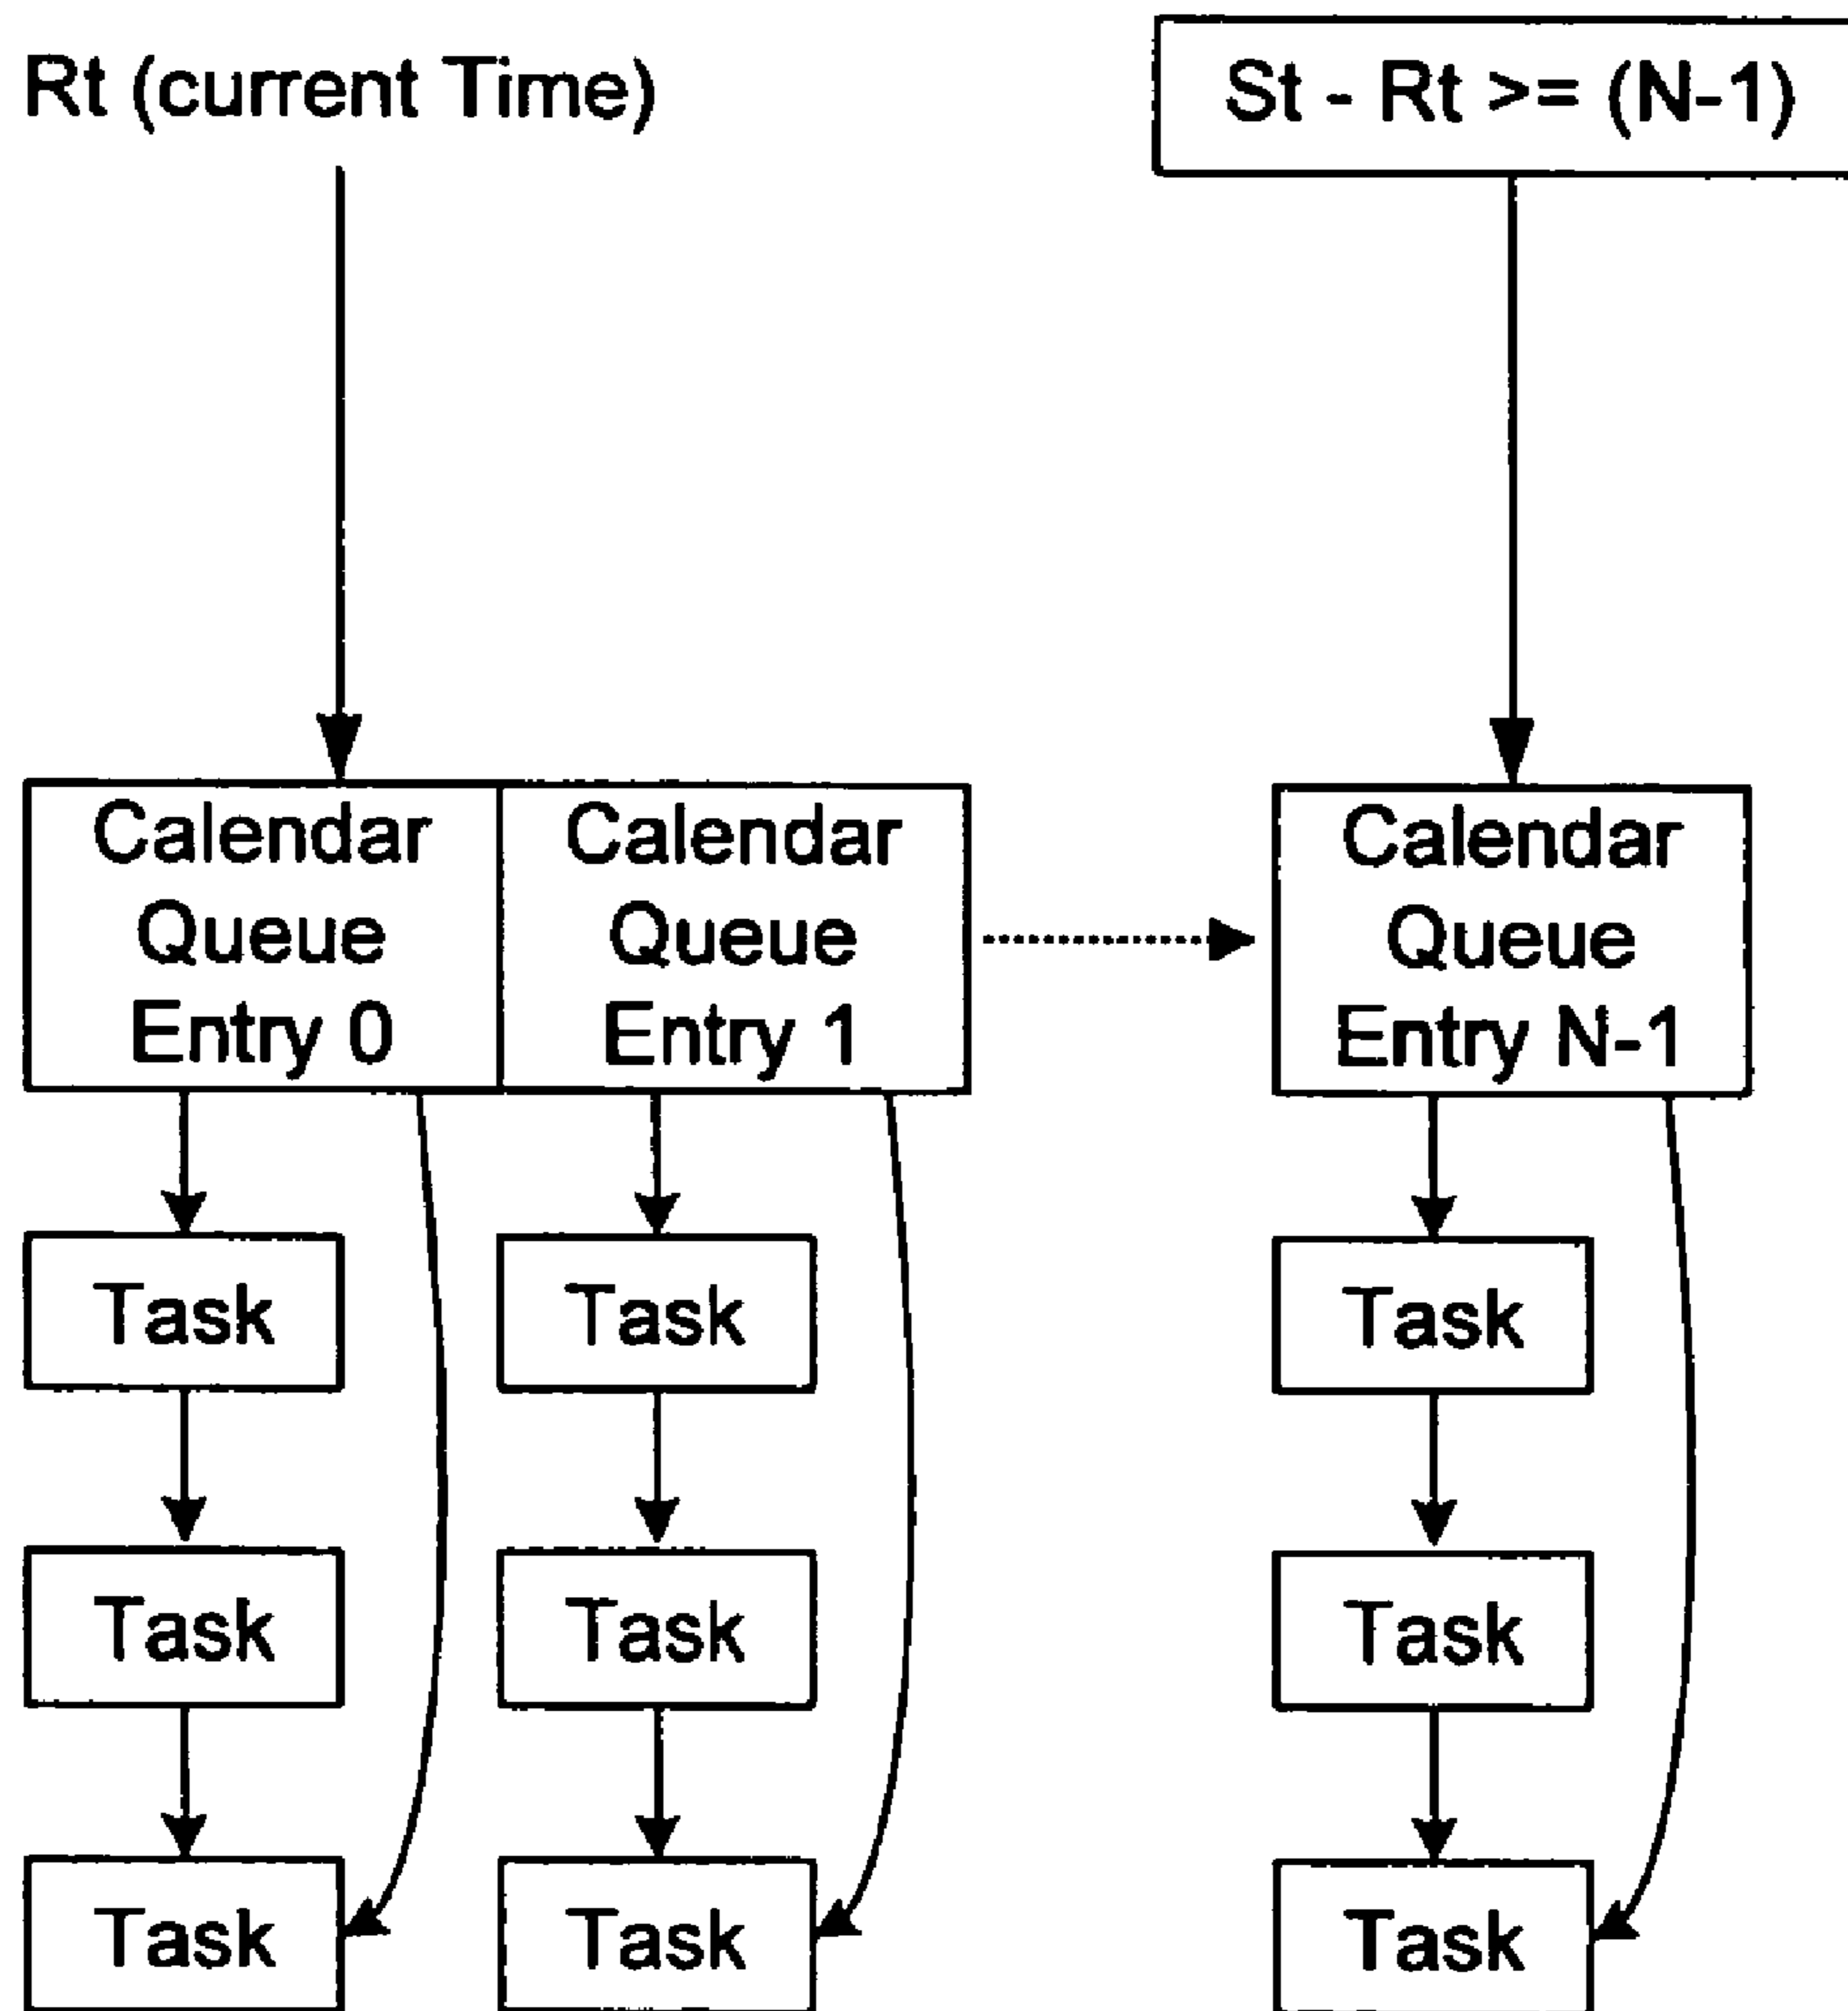 Rt (current Time)
St - Rt >= (N-1)
Calendar
Queue
Entry 0
Calendar
Queue
Entry 1
Calendar
Queue
Entry N-1
Task
Task
Task
Task
Task
Task
Task
Task
Task